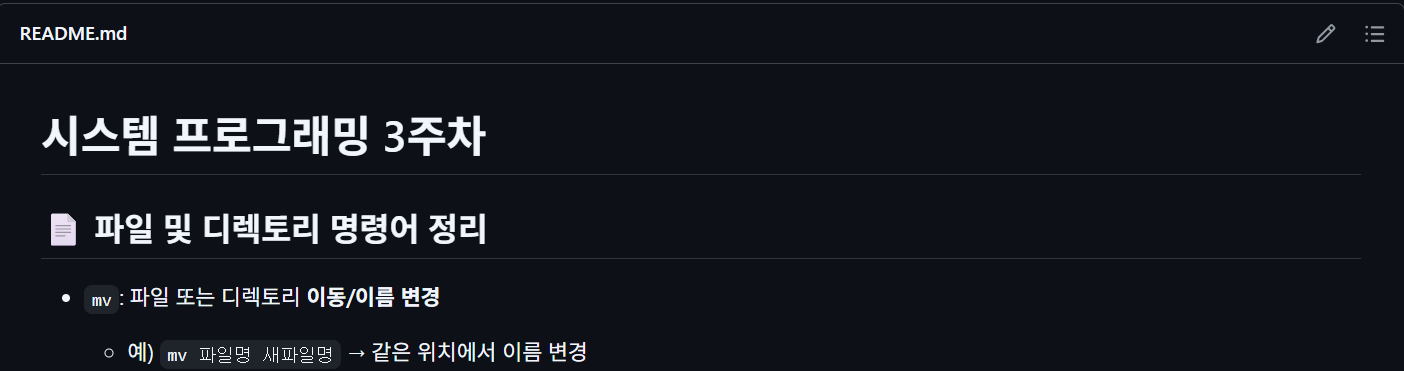 README.md
시스템 프로그래밍 3주차
📄 파일 및 디렉토리 명령어 정리
mv : 파일 또는 디렉토리 이동/이름 변경
예) mv 파일명 새파일명 → 같은 위치에서 이름 변경